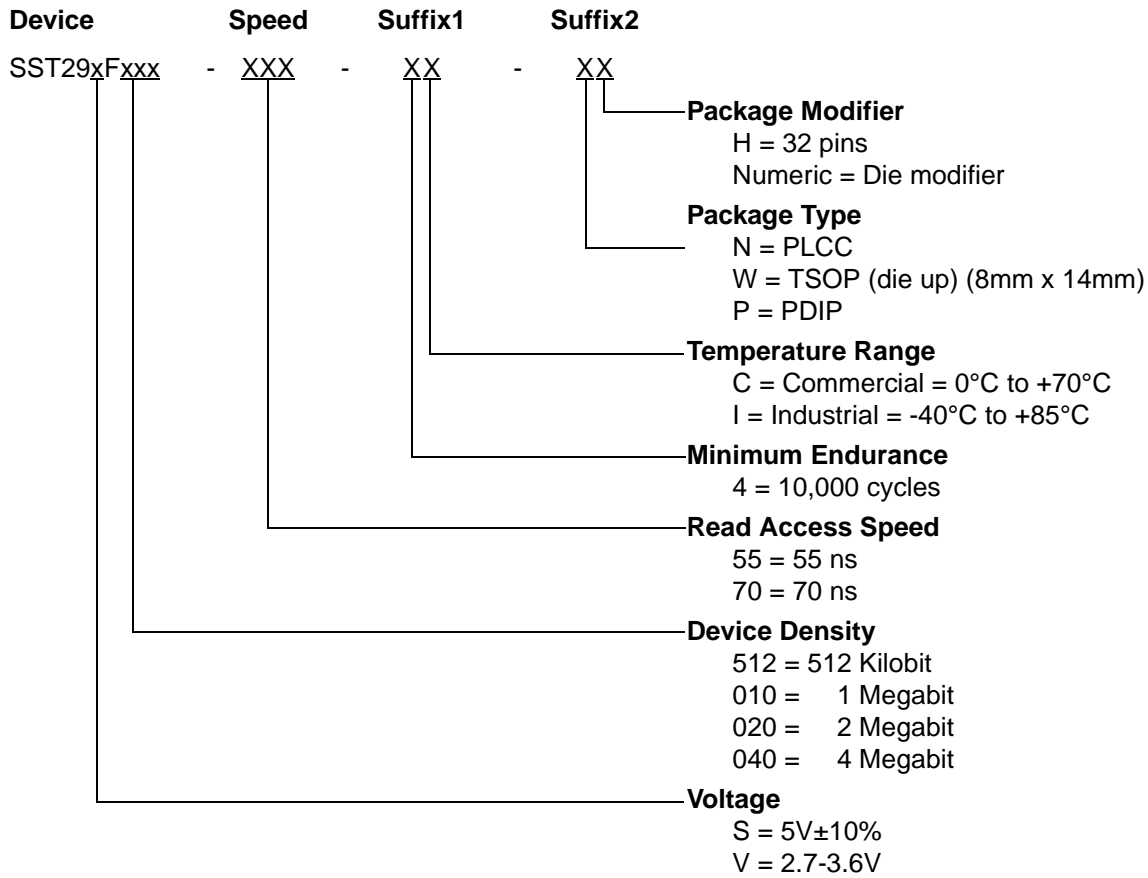 Device Speed Suffix1 Suffix2
SST29xFxxx - XXX - XX - XX
Package Modifier
H = 32 pins
Numeric = Die modifier
Package Type
N = PLCC
W = TSOP (die up) (8mm x 14mm)
P = PDIP
Temperature Range
C = Commercial = 0°C to +70°C
I = Industrial = -40°C to +85°C
Minimum Endurance
4 = 10,000 cycles
Read Access Speed
55 = 55 ns
70 = 70 ns
Device Density
512 = 512 Kilobit
010 = 1 Megabit
020 = 2 Megabit
040 = 4 Megabit
Voltage
S = 5V±10%
V = 2.7-3.6V